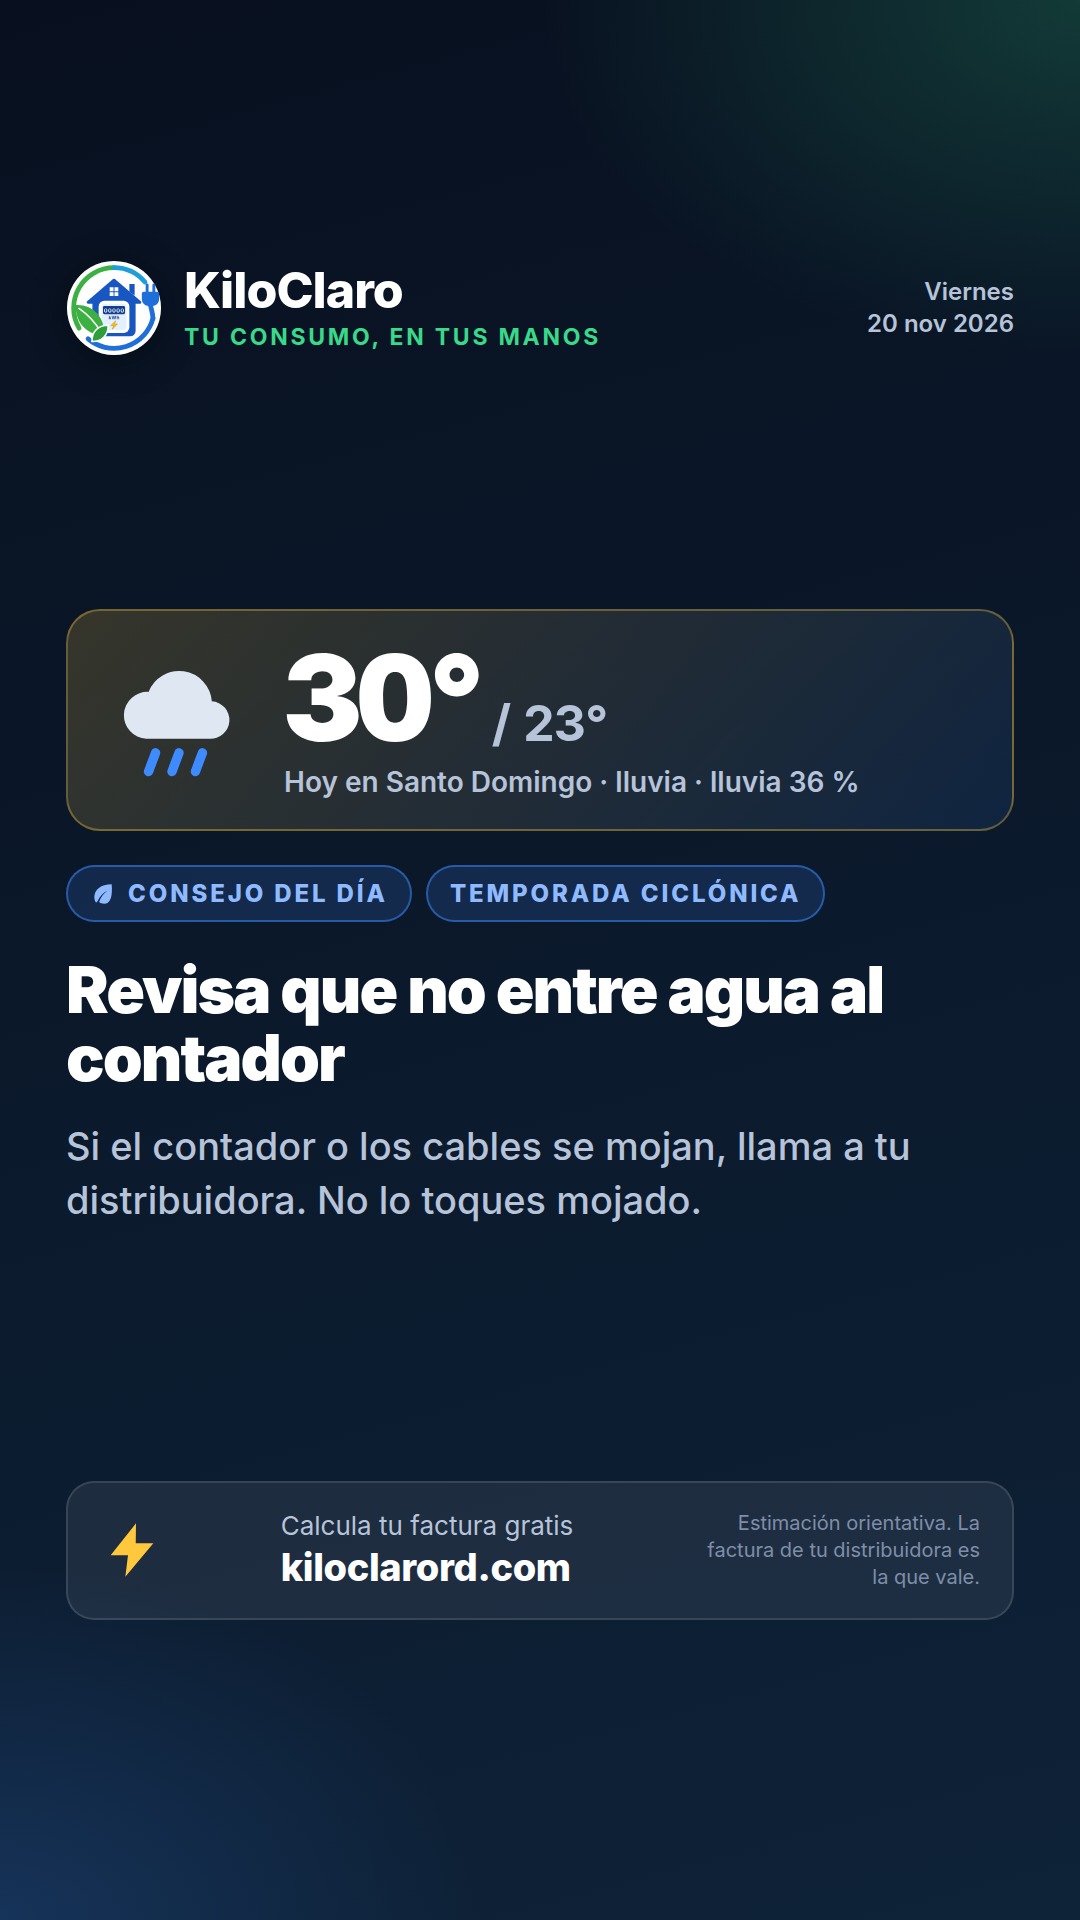 KiloClaro
TU CONSUMO, EN TUS MANOS
Viernes
20 nov 2026
30° / 23°
Hoy en Santo Domingo · lluvia · lluvia 36 %
CONSEJO DEL DÍA
TEMPORADA CICLÓNICA
Revisa que no entre agua al
contador
Si el contador o los cables se mojan, llama a tu
distribuidora. No lo toques mojado.
Calcula tu factura gratis
kiloclarord.com
Estimación orientativa. La
factura de tu distribuidora es
la que vale.